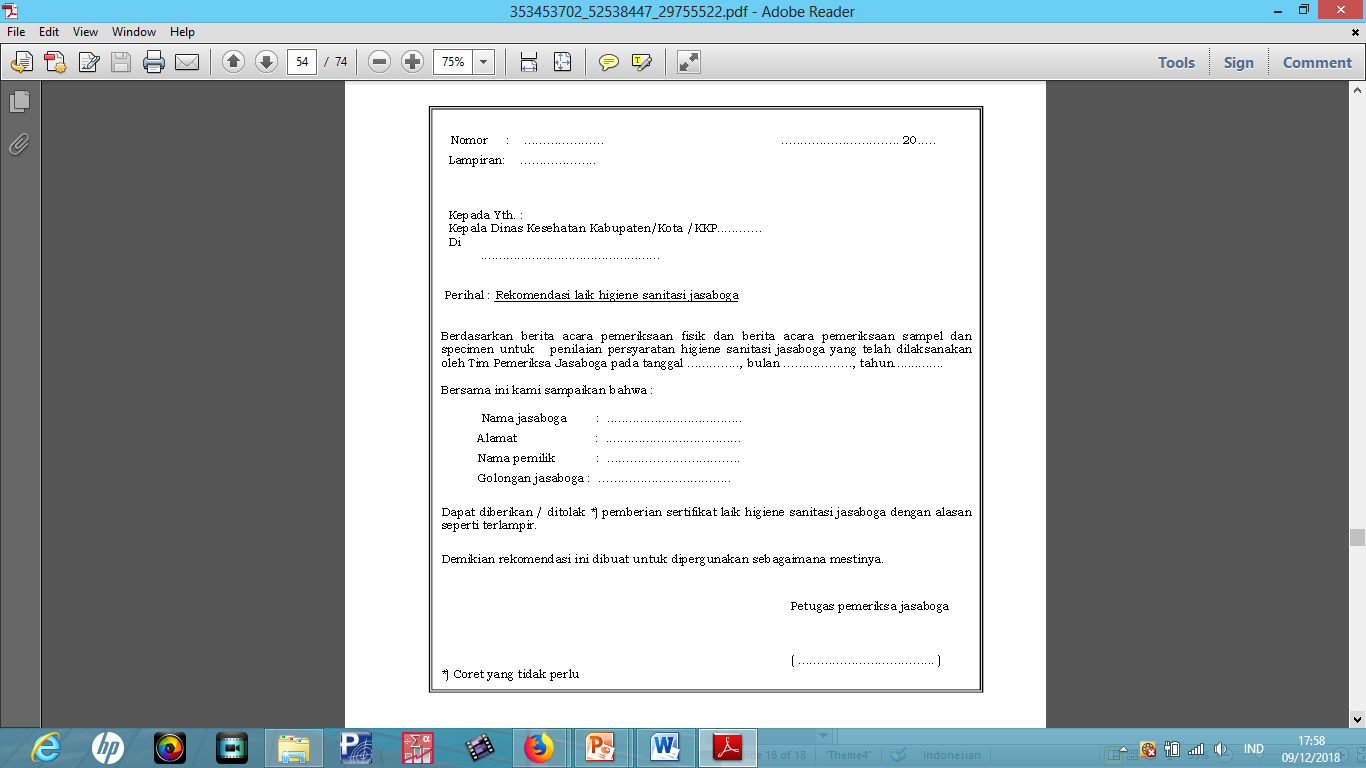 353453702_52538447_29755522.pdf - Adobe Reader
File Edit View Window Help
54 / 74 75% Tools Sign Comment
Nomor : ..................... ............................... 20.....
Lampiran: ....................
Kepada Yth. :
Kepala Dinas Kesehatan Kabupaten/Kota /KKP............
Di
.................................................
Perihal : Rekomendasi laik higiene sanitasi jasaboga
Berdasarkan berita acara pemeriksaan fisik dan berita acara pemeriksaan sampel dan
specimen untuk penilaian persyaratan higiene sanitasi jasaboga yang telah dilaksanakan
oleh Tim Pemeriksa Jasaboga pada tanggal .............., bulan .................., tahun.............
Bersama ini kami sampaikan bahwa :
Nama jasaboga : .....................................
Alamat : .....................................
Nama pemilik : ...................................
Golongan jasaboga : ...................................
Dapat diberikan / ditolak *) pemberian sertifikat laik higiene sanitasi jasaboga dengan alasan
seperti terlampir.
Demikian rekomendasi ini dibuat untuk dipergunakan sebagaimana mestinya.
Petugas pemeriksa jasaboga
( .................................... )
*) Coret yang tidak perlu
Slide 18 of 18 "Theme4" Indonesian
IND
17:58
09/12/2018